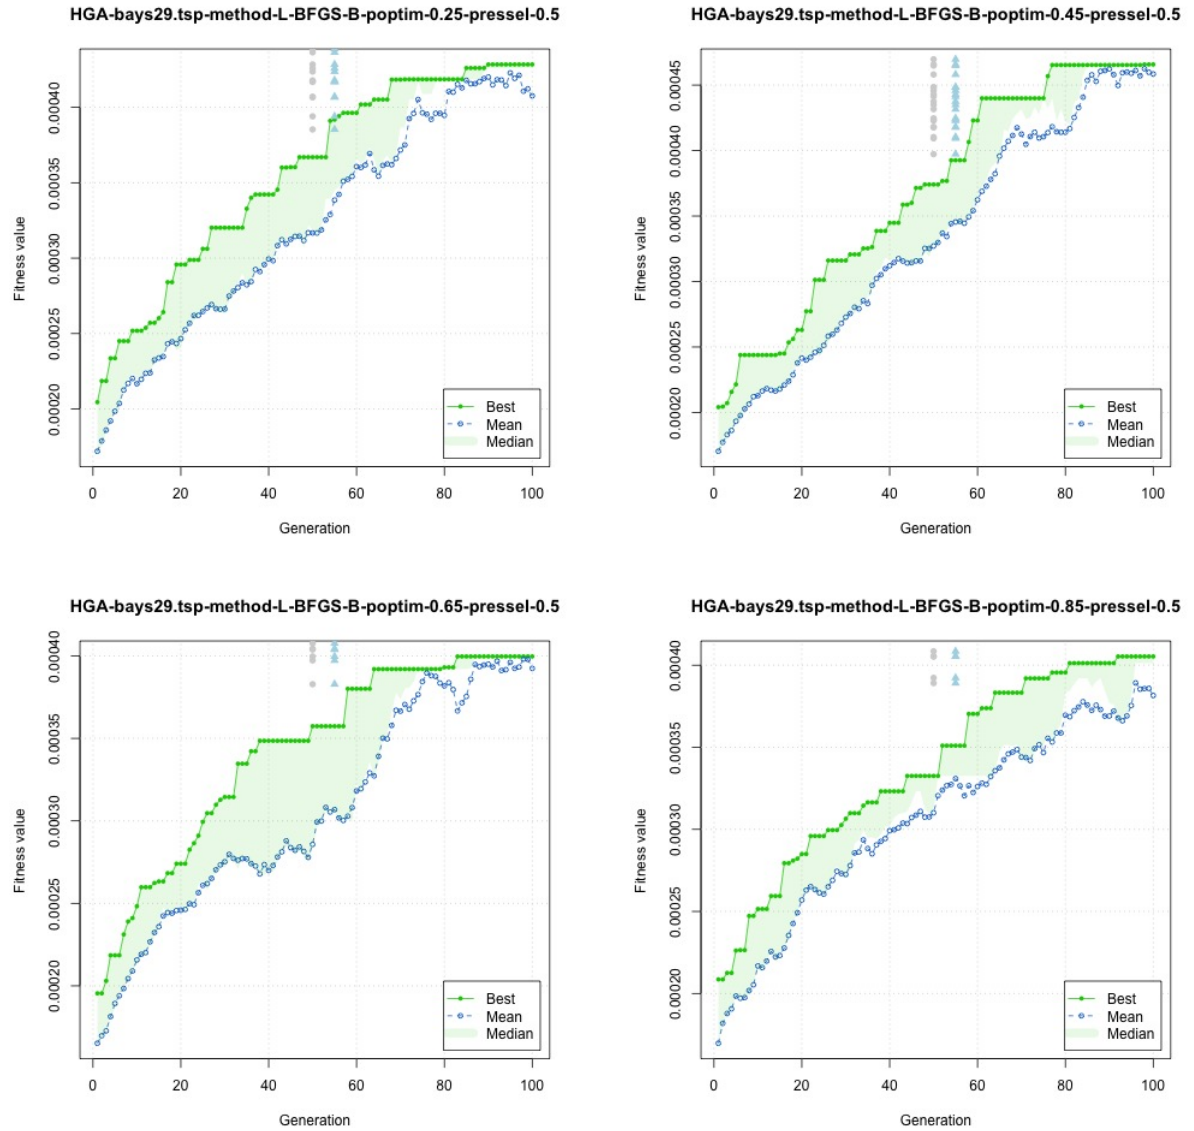 HGA-bays29.tsp-method-L-BFGS-B-poptim-0.25-pressel-0.5
0.00040
0.00035
0.00030
0.00025
0.00020
Fitness value
Best
Mean
Median
0 20 40 60 80 100
Generation
HGA-bays29.tsp-method-L-BFGS-B-poptim-0.45-pressel-0.5
0.00045
0.00040
0.00035
0.00030
0.00025
0.00020
Fitness value
Best
Mean
Median
0 20 40 60 80 100
Generation
HGA-bays29.tsp-method-L-BFGS-B-poptim-0.65-pressel-0.5
0.00040
0.00035
0.00030
0.00025
0.00020
Fitness value
Best
Mean
Median
0 20 40 60 80 100
Generation
HGA-bays29.tsp-method-L-BFGS-B-poptim-0.85-pressel-0.5
0.00040
0.00035
0.00030
0.00025
0.00020
Fitness value
Best
Mean
Median
0 20 40 60 80 100
Generation